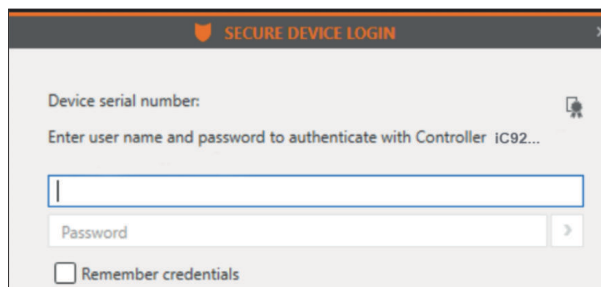 SECURE DEVICE LOGIN
Device serial number:
Enter user name and password to authenticate with Controller iC92...
Password
Remember credentials